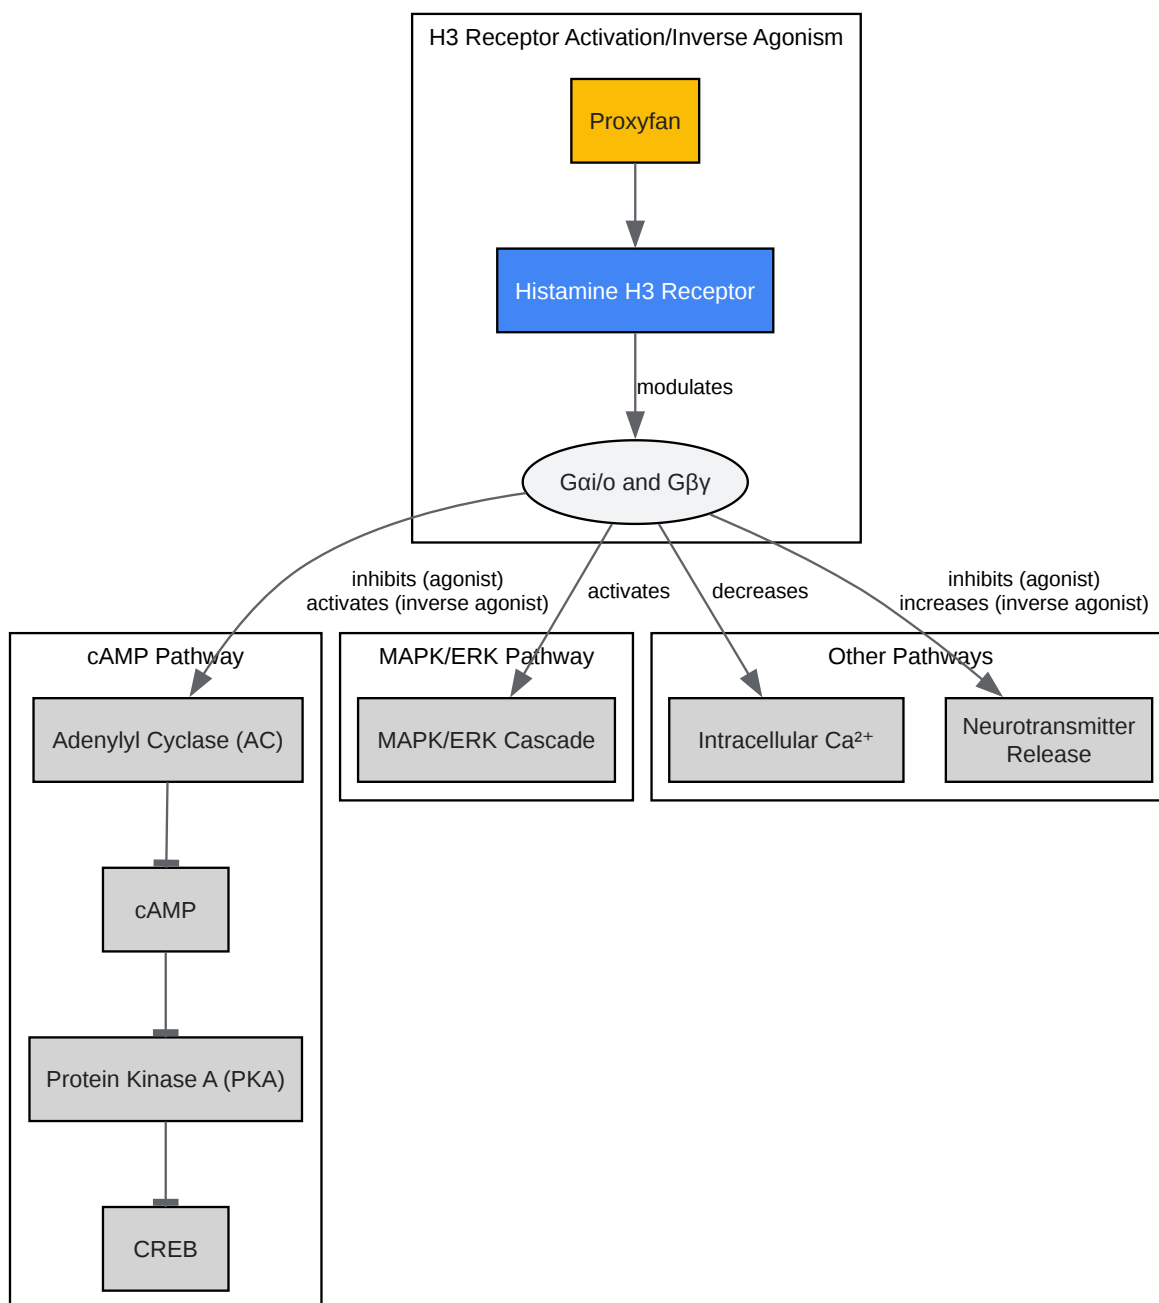 H3 Receptor Activation/Inverse Agonism
Proxyfan
Histamine H3 Receptor
modulates
Gαi/o and Gβγ
inhibits (agonist)
activates (inverse agonist)
activates
decreases
inhibits (agonist)
increases (inverse agonist)
cAMP Pathway
MAPK/ERK Pathway
Other Pathways
Adenylyl Cyclase (AC)
MAPK/ERK Cascade
Intracellular Ca²⁺
Neurotransmitter
Release
cAMP
Protein Kinase A (PKA)
CREB